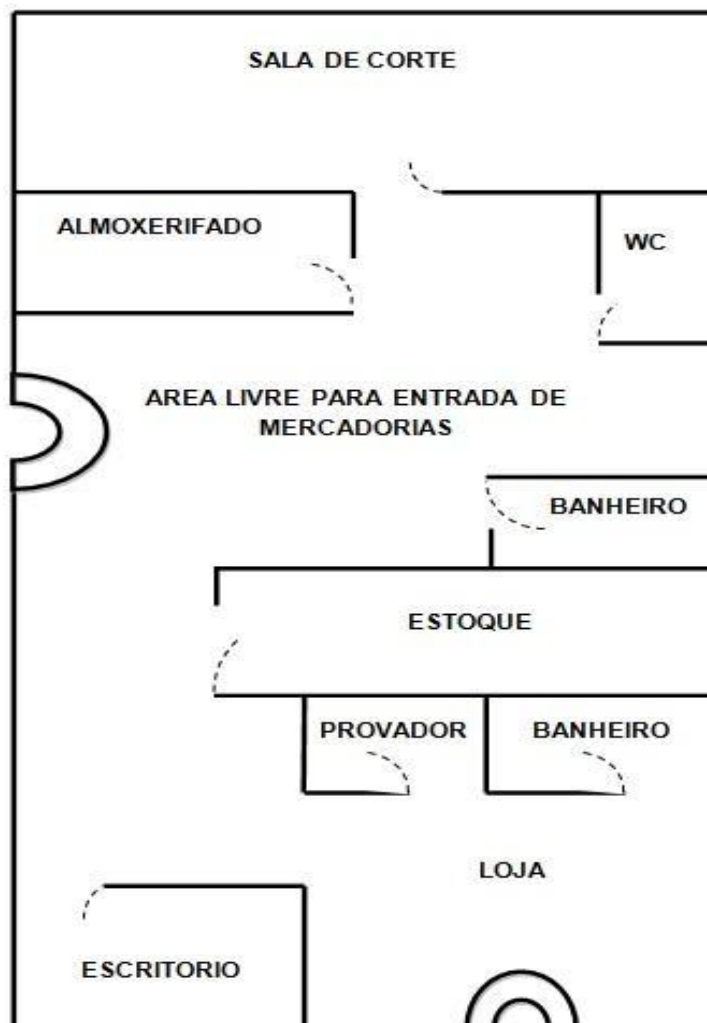 SALA DE CORTE
ALMOXERIFADO
WC
AREA LIVRE PARA ENTRADA DE
MERCADORIAS
BANHEIRO
ESTOQUE
PROVADOR
BANHEIRO
LOJA
ESCRITORIO